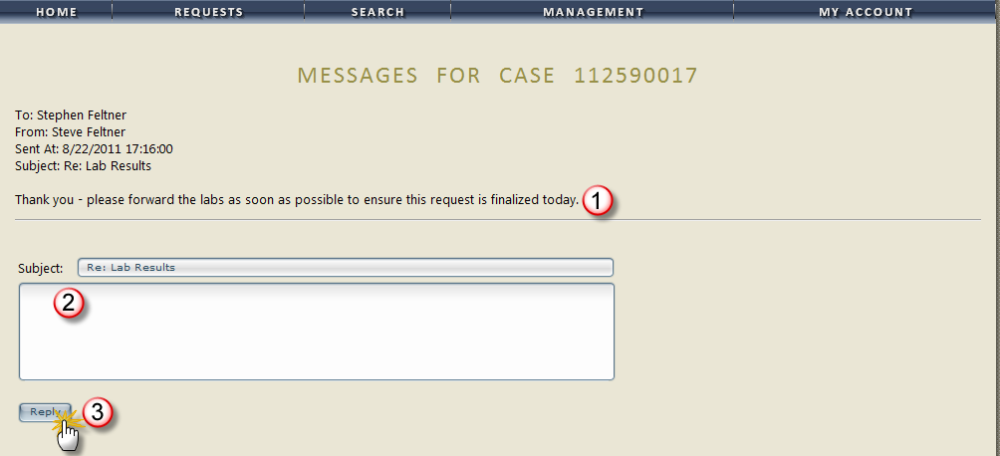 HOME REQUESTS SEARCH MANAGEMENT MY ACCOUNT
MESSAGES FOR CASE 112590017
To: Stephen Feltner
From: Steve Feltner
Sent At: 8/22/2011 17:16:00
Subject: Re: Lab Results
Thank you - please forward the labs as soon as possible to ensure this request is finalized today. 1
Subject: Re: Lab Results
2
Reply 3